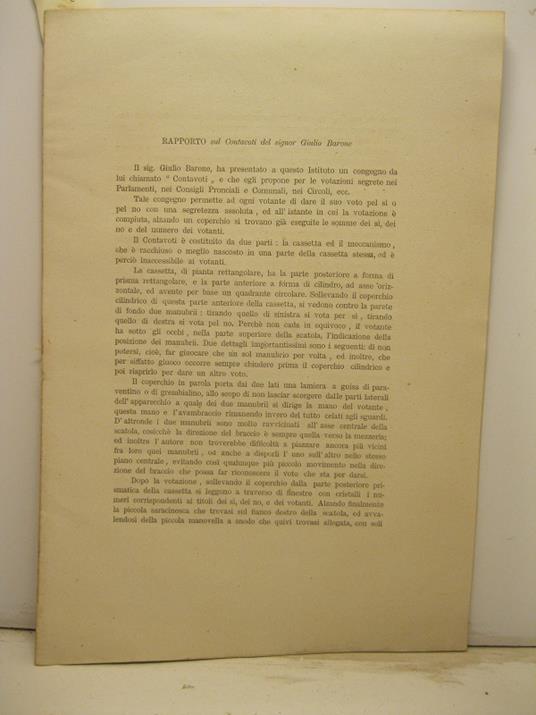 RAPPORTO sul Contavoti del signor Giulio Barone
Il sig. Giulio Barone, ha presentato a questo Istituto un congegno da
lui chiamato " Contavoti „ e che egli propone per le votazioni segrete nei
Parlamenti, nei Consigli Pronciali e Comunali, nei Circoli, ecc.
Tale congegno permette ad ogni votante di dare il suo voto pel sì o
pel no con una segretezza assoluta, ed all'istante in cui la votazione è
compiuta, alzando un coperchio si trovano già eseguite le somme dei sì, dei
no e del numero dei votanti.
Il Contavoti è costituito da due parti: la cassetta ed il meccanismo,
che è racchiuso o meglio nascosto in una parte della cassetta stessa, ed è
perciò inaccessibile ai votanti.
La cassetta, di pianta rettangolare, ha la parte posteriore a forma di
prisma rettangolare, e la parte anteriore a forma di cilindro, ad asse orizzontale,
zontale, ed avente per base un quadrante circolare. Sollevando il coperchio
cilindrico di questa parte anteriore della cassetta, si vedono contro la parete
di fondo due manubrii: tirando quello di sinistra si vota per sì, tirando
quello di destra si vota pel no. Perchè non cada in equivoco, il votante
ha sotto gli occhi, nella parte superiore della scatola, l'indicazione della
posizione dei manubrii. Due dettagli importantissimi sono i seguenti: di non
potersi, cioè, far giuocare che un sol manubrio per volta, ed inoltre, che
per siffatto giuoco occorre sempre chiudere prima il coperchio cilindrico e
poi riaprirlo per dare un altro voto.
Il coperchio in parola porta dai due lati una lamiera a guisa di para-
ventino o di grembialino, allo scopo di non lasciar scorgere dalle parti laterali
dell'apparecchio a quale dei due manubrii si dirige la mano del votante,
questa mano e l'avambraccio rimanendo invero del tutto celati agli sguardi.
D'altronde i due manubrii sono molto ravvicinati all'asse centrale della
scatola, cosicchè la direzione del braccio è sempre quella verso la mezzeria;
ed inoltre l'autore non troverebbe difficoltà a piazzare ancora più vicini
fra loro quei manubrii, od anche a disporli l'uno sull'altro nello stesso
piano centrale, evitando così qualunque più piccolo movimento nella dire-
zione del braccio che possa far riconoscere il voto che sta per darsi.
Dopo la votazione, sollevando il coperchio dalla parte posteriore pri-
smatica della cassetta si leggono a traverso di finestre con cristalli i nu-
meri corrispondenti ai titoli dei sì, dei no, e dei votanti. Alzando finalmente
la piccola saracinesca che trovasi sul fianco destro della scatola, ed avva-
lendosi della piccola manovella a snodo che quivi trovasi allegata, con soli